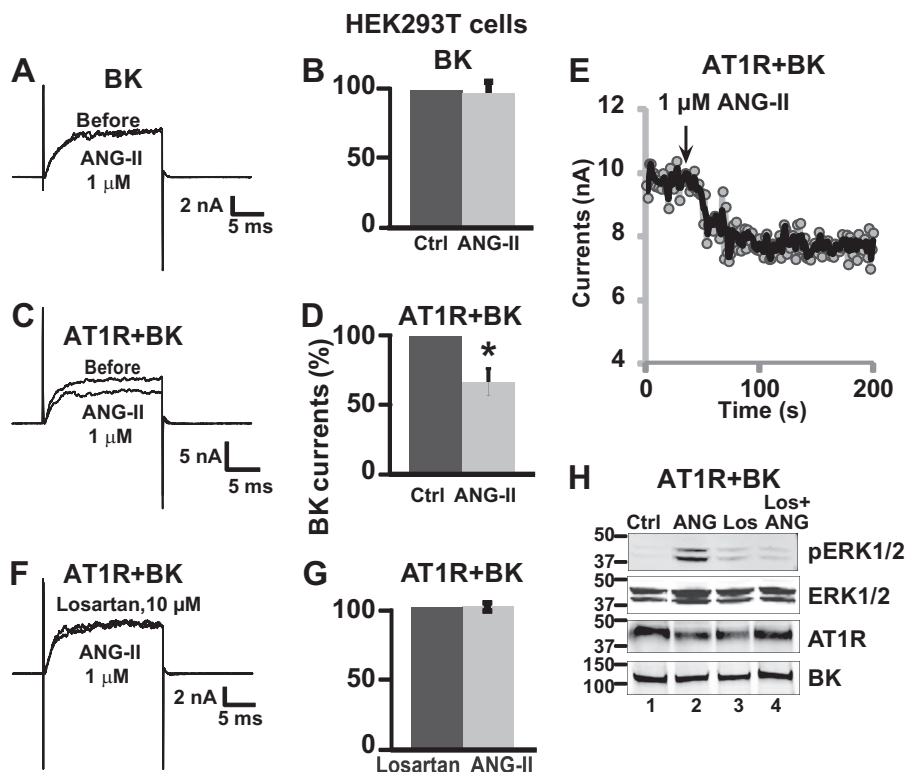 HEK293T cells
A
BK
Before
ANG-II
1 μM
2 nA
5 ms
B
BK
100
50
0
Ctrl ANG-II
C
AT1R+BK
Before
ANG-II
1 μM
5 nA
5 ms
D
AT1R+BK
BK currents (%)
100
50
0
*
Ctrl ANG-II
E
AT1R+BK
1 μM ANG-II
Currents (nA)
12
10
8
6
4
0 100 200
Time (s)
F
AT1R+BK
Losartan,10 μM
ANG-II
1 μM
2 nA
5 ms
G
AT1R+BK
100
50
0
Losartan ANG-II
H
AT1R+BK
Ctrl ANG Los Los+
ANG
50
37
pERK1/2
50
37
ERK1/2
50
37
AT1R
150
100
BK
1 2 3 4